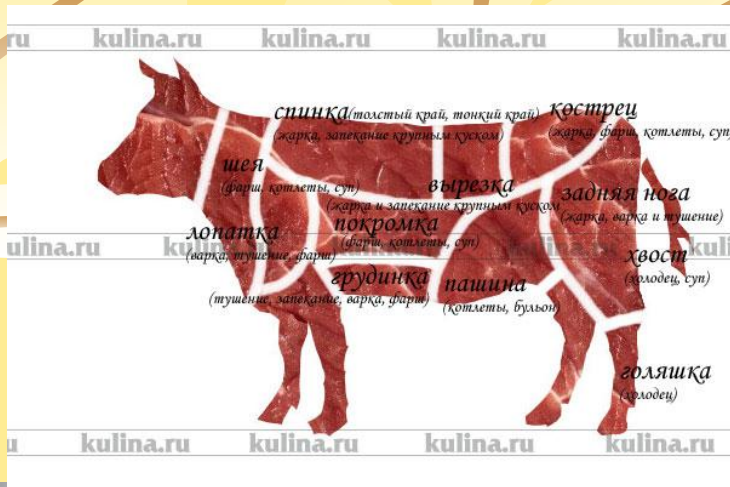 ru kulina.ru kulina.ru kulina.ru kulina.ru
спинка(толстый край, тонкий край)
(жарка, запекание крупным куском)
кострец
(жарка, фарш, котлеты, суп)
шея
(фарш, котлеты, суп)
вырезка
(жарка и запекание крупным куском)
задняя нога
(жарка, варка и тушение)
лопатка
(варка, тушение, фарш)
покромка
(фарш, котлеты, суп)
ulina.ru
хвост
(холодец, суп)
грудинка
(тушение, запекание, варка, фарш)
пашина
(котлеты, бульон)
голяшка
(холодец)
u kulina.ru kulina.ru kulina.ru kulina.ru